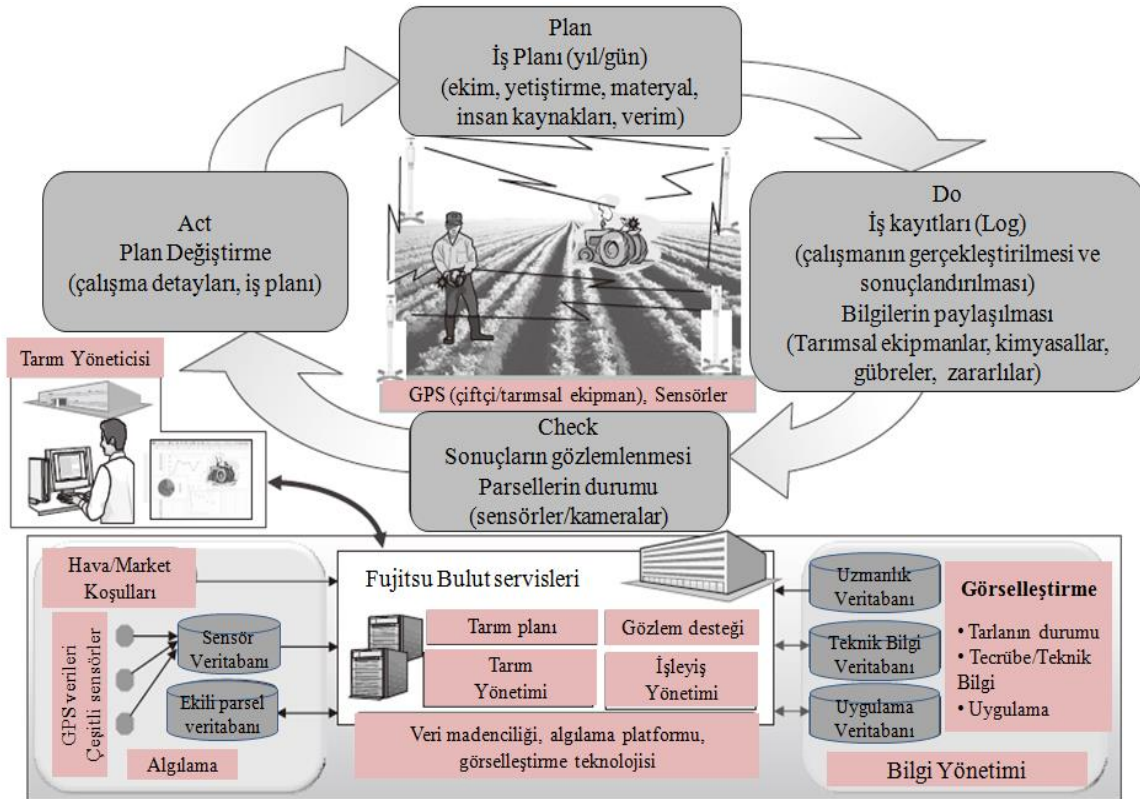 Plan
İş Planı (yıl/gün)
(ekim, yetiştirme, materyal,
insan kaynakları, verim)
Do
İş kayıtları (Log)
(çalışmanın gerçekleştirilmesi ve
sonuçlandırılması)
Bilgilerin paylaşılması
(Tarımsal ekipmanlar, kimyasallar,
gübreler, zararlılar)
Act
Plan Değiştirme
(çalışma detayları, iş planı)
GPS (çiftçi/tarımsal ekipman), Sensörler
Check
Sonuçların gözlemlenmesi
Parsellerin durumu
(sensörler/kameralar)
Tarım Yöneticisi
Hava/Market
Koşulları
GPS verileri
Çeşitli sensörler
Sensör
Veritabanı
Ekili parsel
veritabanı
Algılama
Fujitsu Bulut servisleri
Tarım planı
Gözlem desteği
Tarım
Yönetimi
İşleyiş
Yönetimi
Veri madenciliği, algılama platformu,
görselleştirme teknolojisi
Uzmanlık
Veritabanı
Teknik Bilgi
Veritabanı
Uygulama
Veritabanı
Görselleştirme
• Tarlanın durumu
• Tecrübe/Teknik
Bilgi
• Uygulama
Bilgi Yönetimi